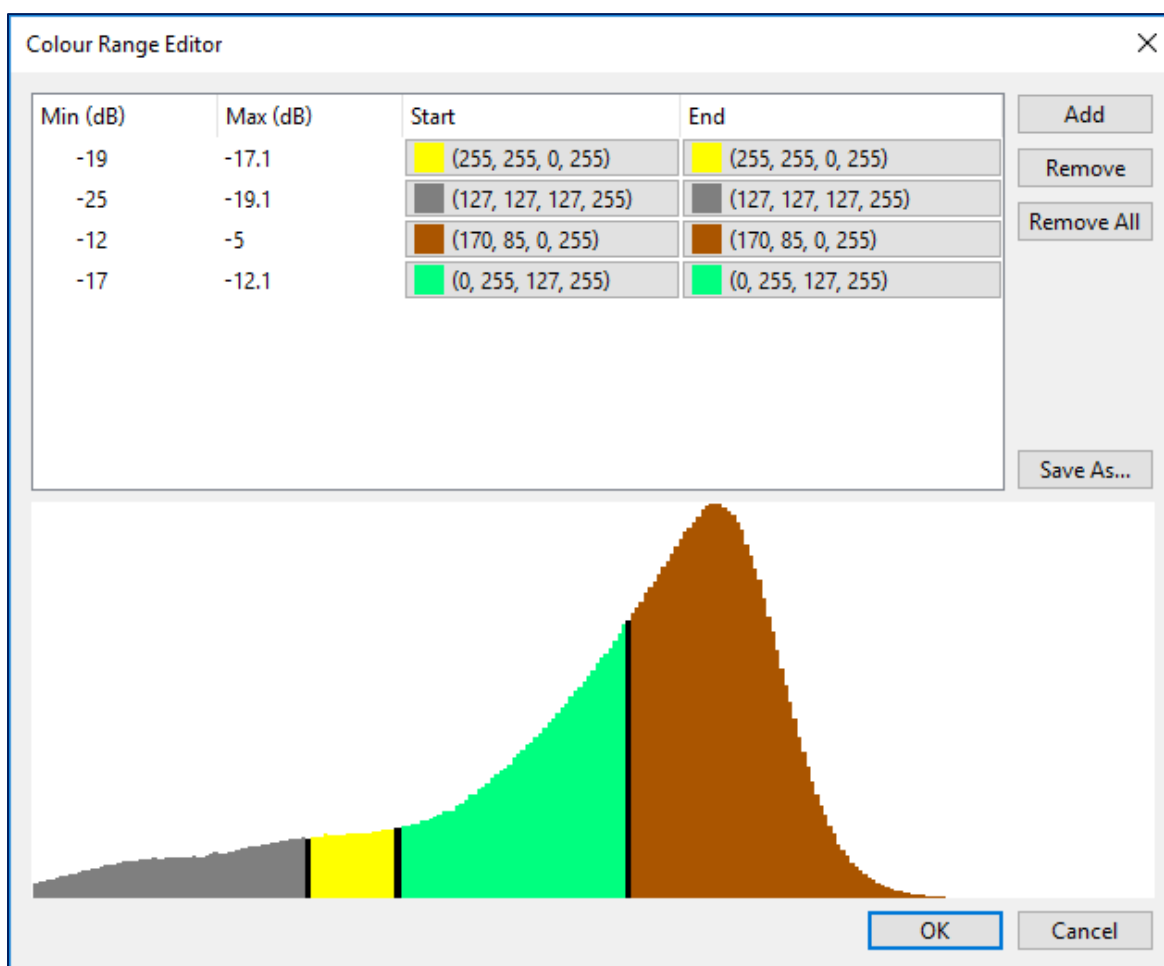 Colour Range Editor
Min (dB) Max (dB) Start End
Add
-19 -17.1 (255, 255, 0, 255) (255, 255, 0, 255)
Remove
-25 -19.1 (127, 127, 127, 255) (127, 127, 127, 255)
Remove All
-12 -5 (170, 85, 0, 255) (170, 85, 0, 255)
-17 -12.1 (0, 255, 127, 255) (0, 255, 127, 255)
Save As...
OK Cancel